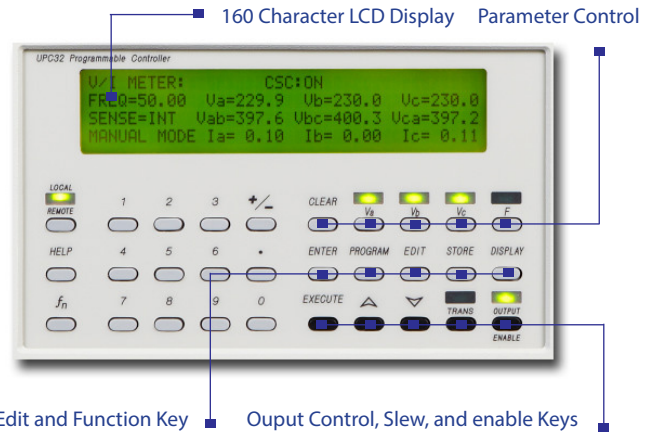 160 Character LCD Display Parameter Control
UPC32 Programmable Controller
V/I METER: CSC:ON
FREQ=50.00 Va=229.9 Vb=230.0 Vc=230.0
SENSE=INT Vab=397.6 Vbc=400.3 Vca=397.2
MANUAL MODE Ia= 0.10 Ib= 0.00 Ic= 0.11
LOCAL
REMOTE 1 2 3 +/− CLEAR Va Vb Vc F
HELP 4 5 6 • ENTER PROGRAM EDIT STORE DISPLAY
fn 7 8 9 0 EXECUTE TRANS OUTPUT
ENABLE
Edit and Function Key Ouput Control, Slew, and enable Keys